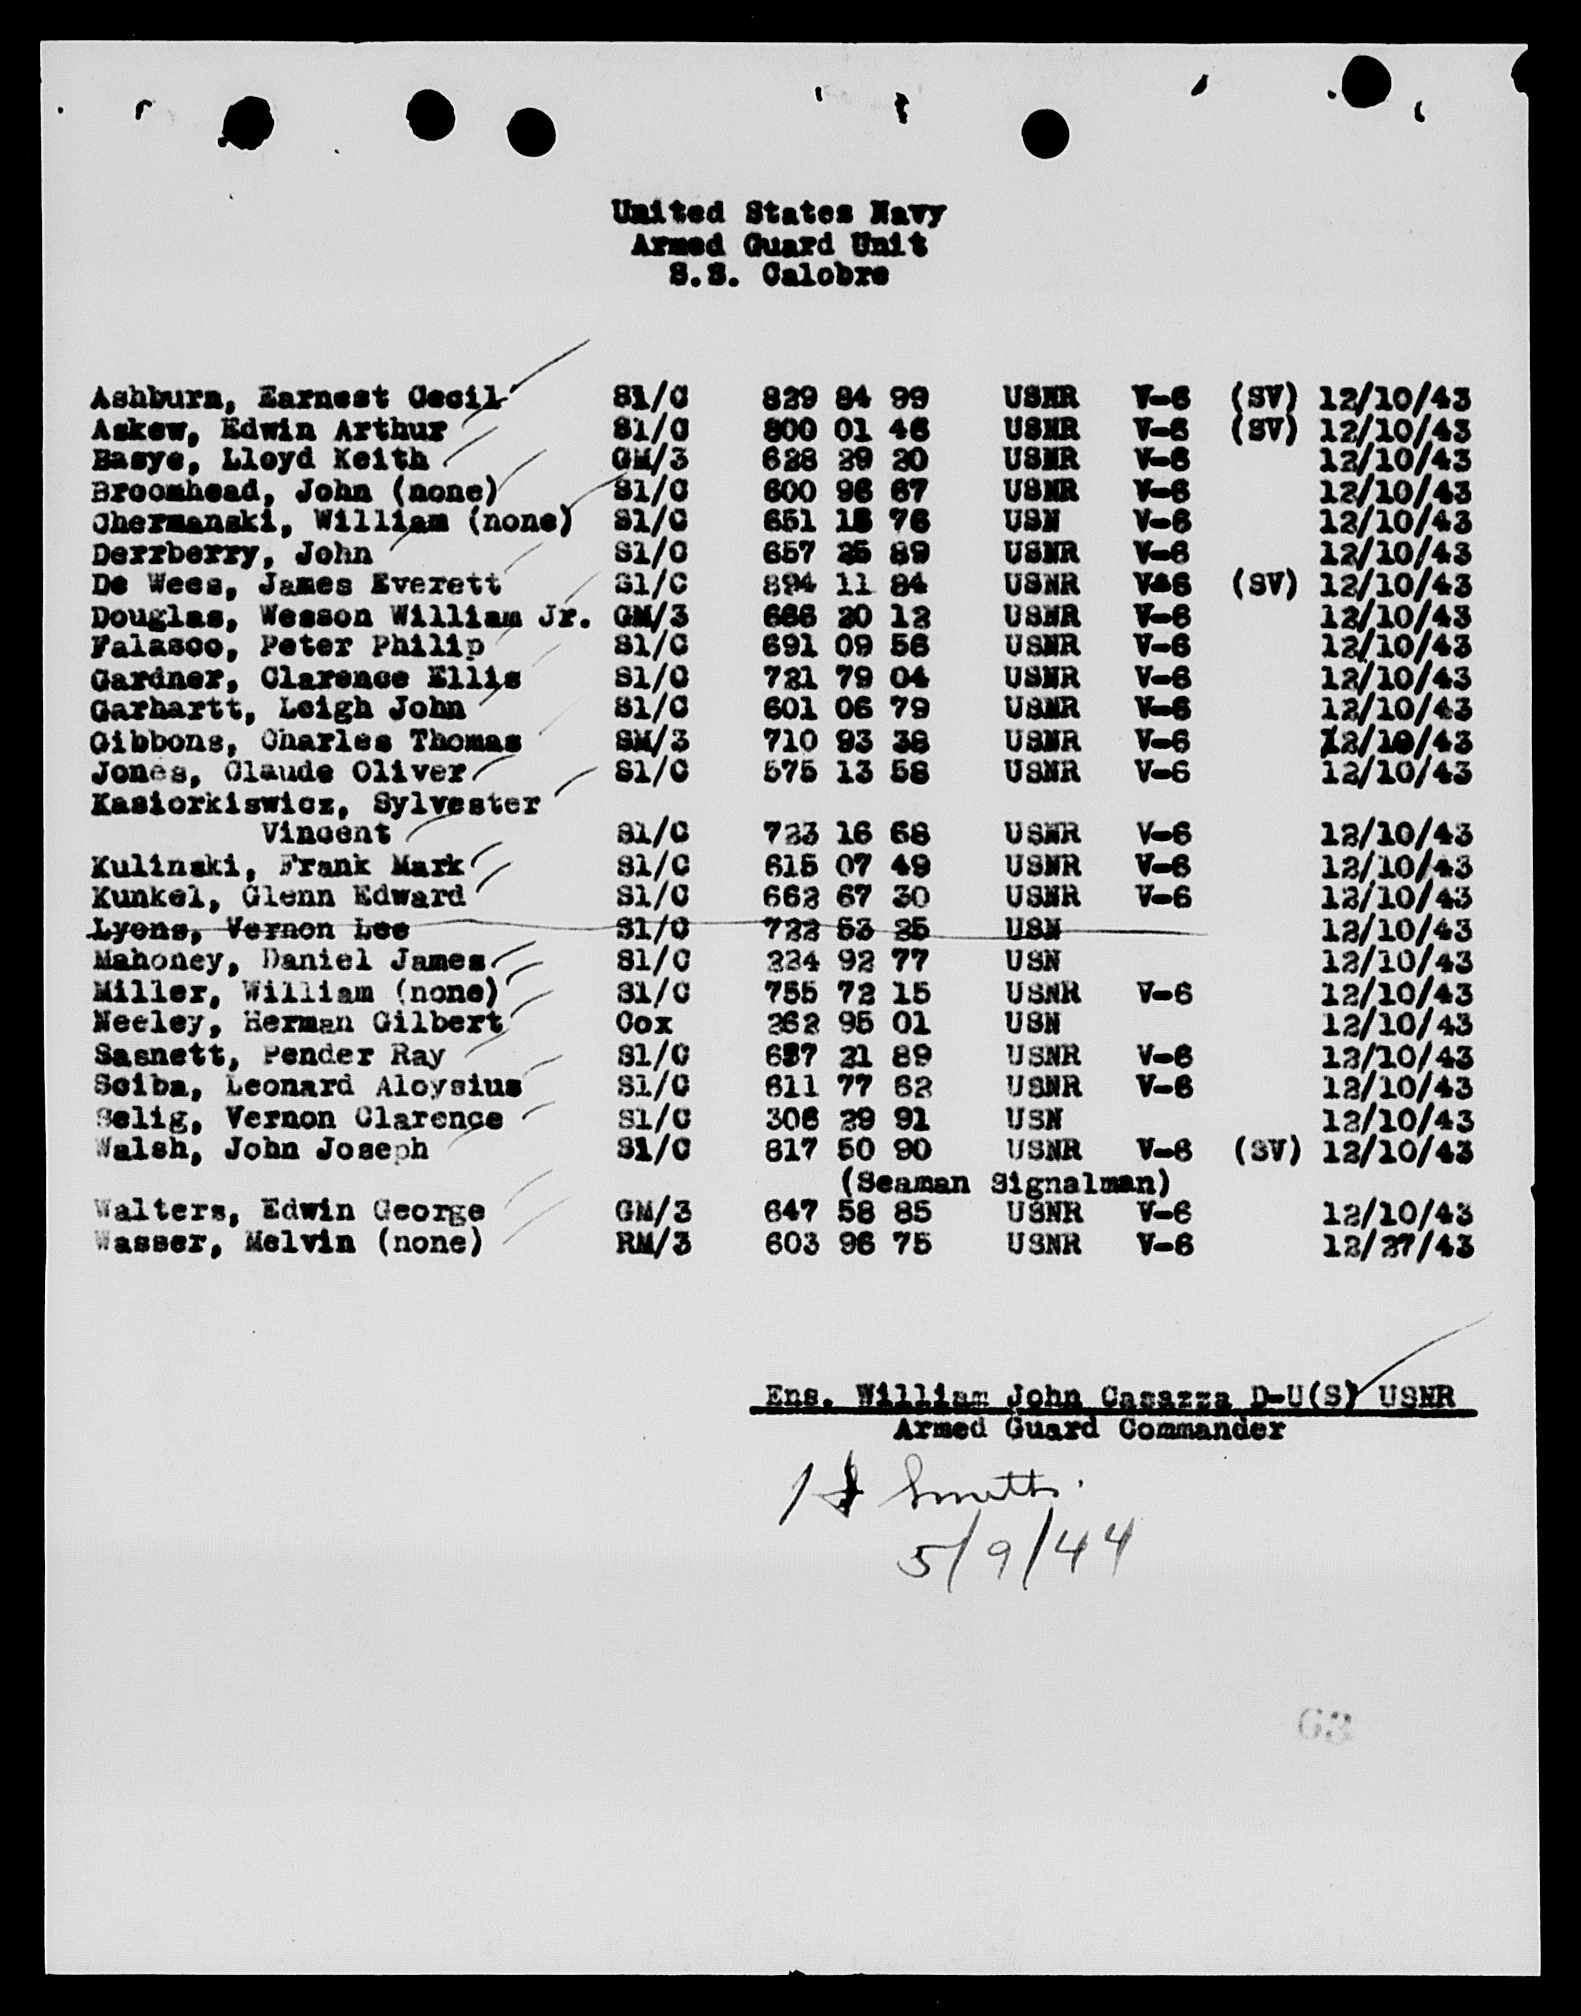 United States Navy
Armed Guard Unit
S.S. Calobre
Ashburn, Earnest Cecil S1/C 829 84 99 USNR V-6 (SV) 12/10/43
Askew, Edwin Arthur S1/C 800 01 46 USNR V-6 (SV) 12/10/43
Basye, Lloyd Keith GM/3 628 29 20 USNR V-6 12/10/43
Broomhead, John (none) S1/C 600 96 67 USNR V-6 12/10/43
Chermanski, William (none) S1/C 651 18 76 USN V-6 12/10/43
Derrberry, John S1/C 657 25 89 USNR V-6 12/10/43
De Wees, James Everett S1/C 894 11 84 USNR V-6 (SV) 12/10/43
Douglas, Wesson William Jr. GM/3 666 20 12 USNR V-6 12/10/43
Falasco, Peter Philip S1/C 691 09 56 USNR V-6 12/10/43
Gardner, Clarence Ellis S1/C 721 79 04 USNR V-6 12/10/43
Garhartt, Leigh John S1/C 601 06 79 USNR V-6 12/10/43
Gibbons, Charles Thomas SM/3 710 93 38 USNR V-6 12/10/43
Jones, Claude Oliver S1/C 575 13 58 USNR V-6 12/10/43
Kasiorkiswicz, Sylvester
Vincent S1/C 723 16 68 USNR V-6 12/10/43
Kulinski, Frank Mark S1/C 615 07 49 USNR V-6 12/10/43
Kunkel, Glenn Edward S1/C 662 67 30 USNR V-6 12/10/43
Lyons, Vernon Lee S1/C 722 53 25 USN 12/10/43
Mahoney, Daniel James S1/C 224 92 77 USN 12/10/43
Miller, William (none) S1/C 755 72 15 USNR V-6 12/10/43
Neeley, Herman Gilbert Cox 262 95 01 USN 12/10/43
Sasnett, Pender Ray S1/C 637 21 89 USNR V-6 12/10/43
Sciba, Leonard Aloysius S1/C 611 77 62 USNR V-6 12/10/43
Selig, Vernon Clarence S1/C 306 29 91 USN 12/10/43
Walsh, John Joseph S1/C 817 50 90 USNR V-6 (SV) 12/10/43
(Seaman Signalman)
Walters, Edwin George GM/3 647 58 85 USNR V-6 12/10/43
Wasser, Melvin (none) RM/3 603 96 75 USNR V-6 12/27/43
Ens. William John Casazza D-V(S) USNR
Armed Guard Commander
Smith
5/9/44
63